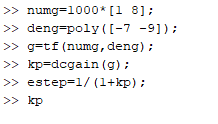 >> numg=1000*[1 8];
>> deng=poly([-7 -9]);
>> g=tf(numg,deng);
>> kp=dcgain(g);
>> estep=1/(1+kp);
>> kp